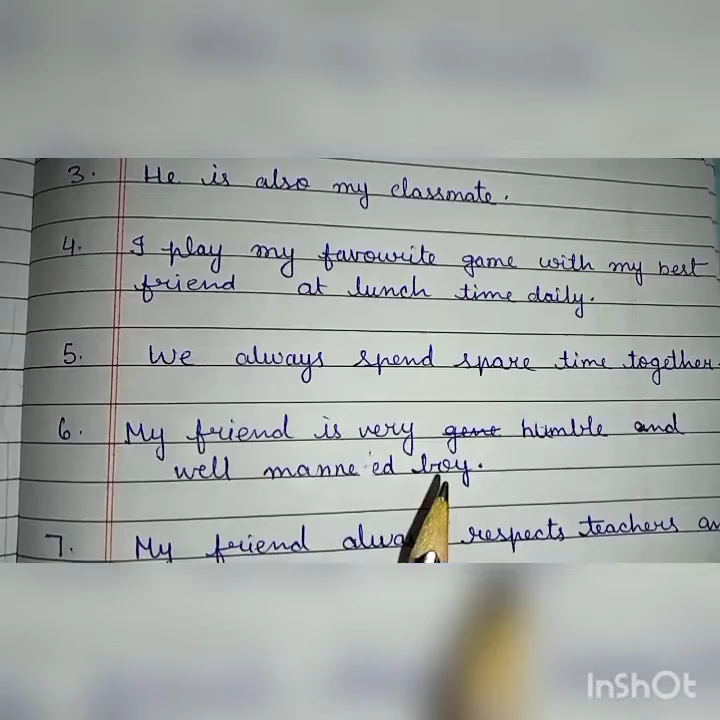 3. He is also my classmate.
4. I play my favourite game with my best
friend at lunch time daily.
5. We always spend spare time together.
6. My friend is very gent humble and
well manne ed boy.
7. My friend respects teachers
InShOt